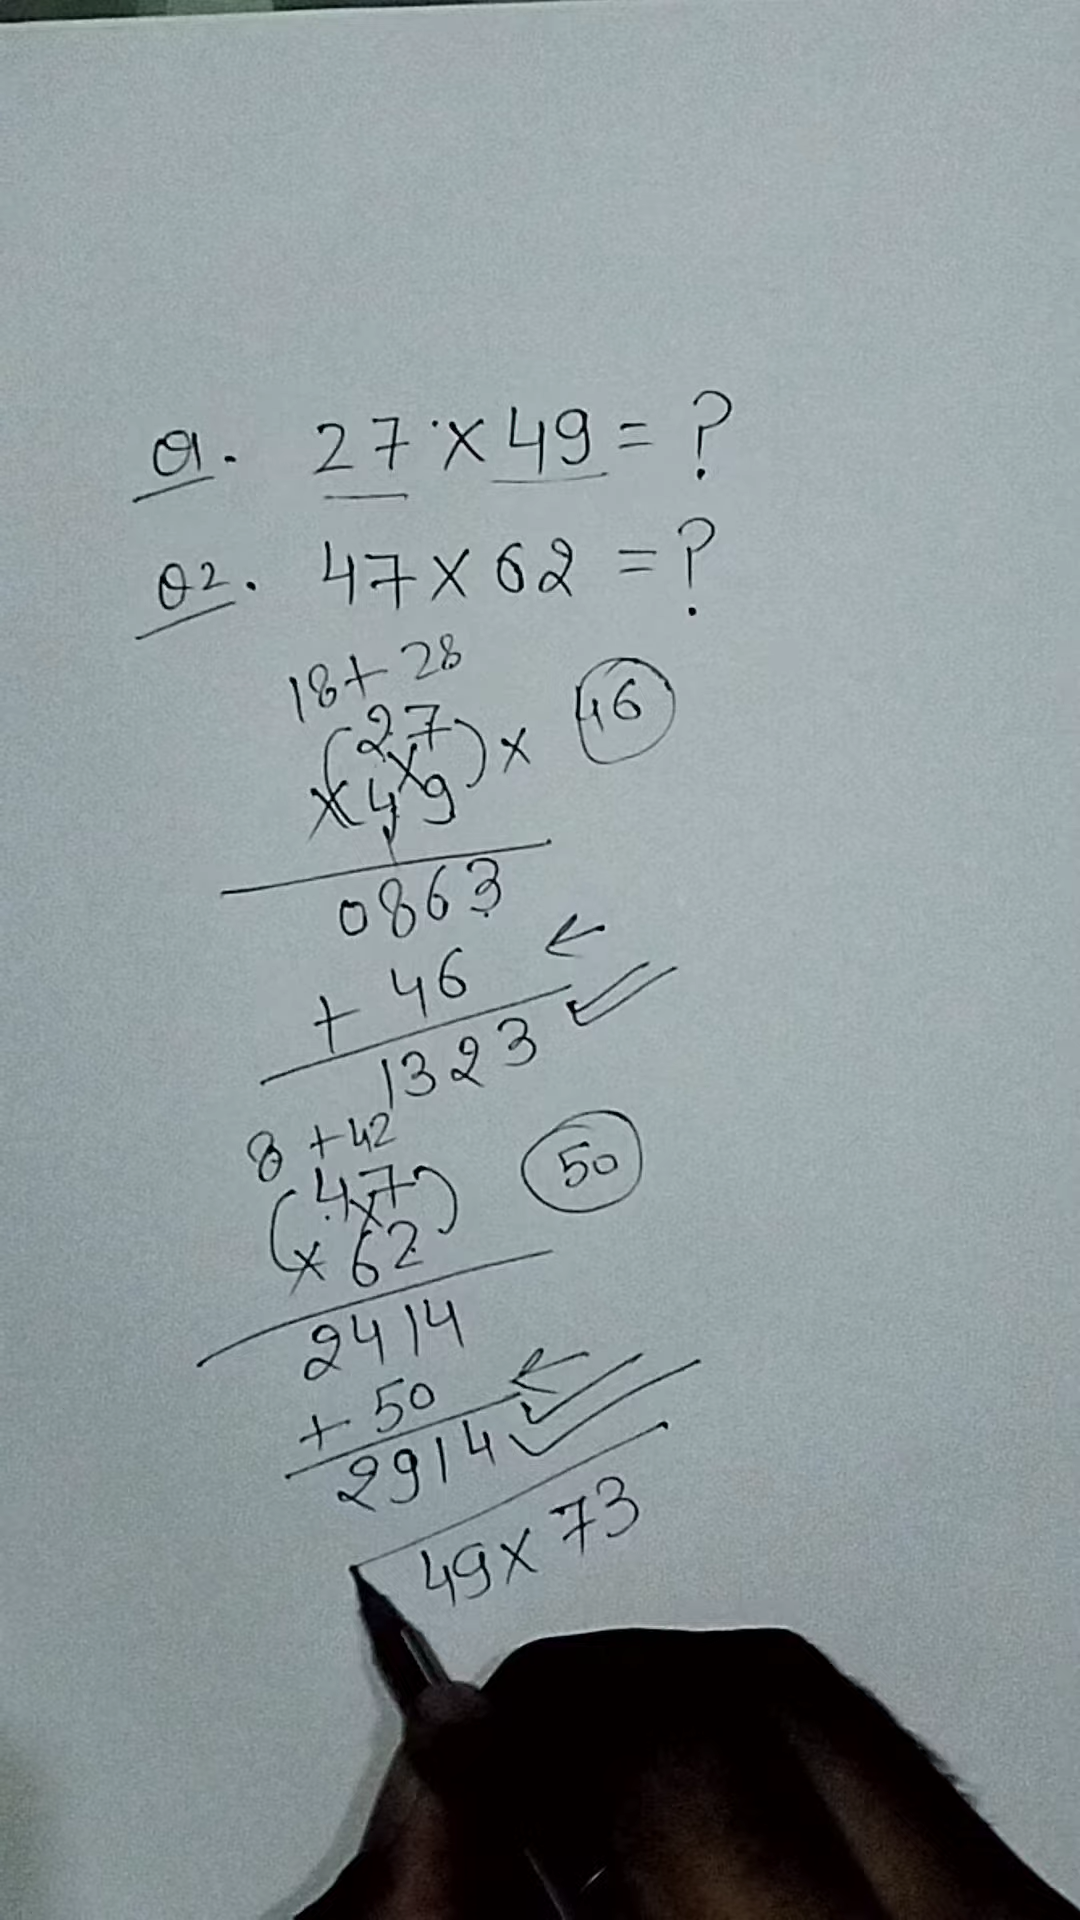 Q1. 27 × 49 = ?
Q2. 47 × 62 = ?
18 + 28
(27) × 46
× 49
0863
+ 46 ←
1323
8 + 42
(47) 50
× 62
2414
+ 50 ←
2914
49 × 73